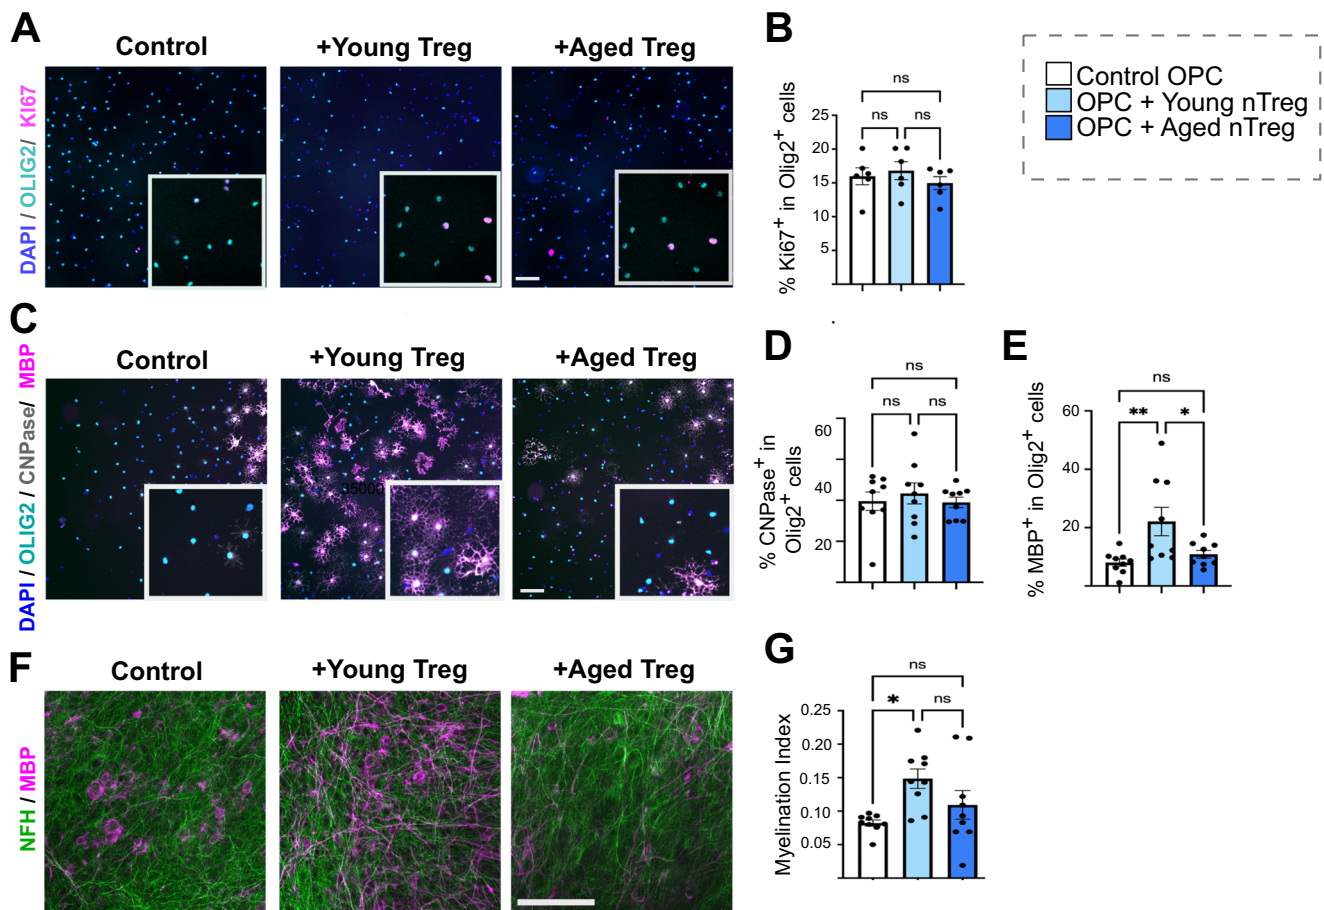 A
Control
+Young Treg
+Aged Treg
DAPI / OLIG2/ KI67
B
ns
ns
ns
25
20
15
10
5
% Ki67+ in Olig2+ cells
Control OPC
OPC + Young nTreg
OPC + Aged nTreg
C
Control
+Young Treg
+Aged Treg
DAPI / OLIG2 / CNPase/ MBP
35000
D
ns
ns
ns
60
40
20
% CNPase+ in
Olig2+ cells
E
ns
**
*
60
40
20
% MBP+ in Olig2+ cells
F
Control
+Young Treg
+Aged Treg
NFH / MBP
G
ns
*
ns
0.25
0.20
0.15
0.10
0.05
Myelination Index